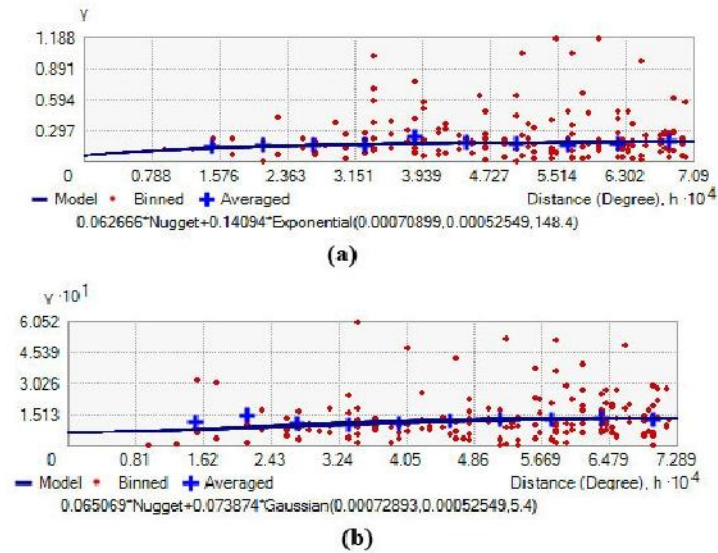 γ
1.188
0.891
0.594
0.297
0 0.788 1.576 2.363 3.151 3.939 4.727 5.514 6.302 7.09
Model Binned Averaged Distance (Degree), h ·10⁴
0.062666*Nugget+0.14094*Exponential(0.00070899,0.00052549,148.4)
(a)
γ ·10¹
6.052
4.539
3.026
1.513
0 0.81 1.62 2.43 3.24 4.05 4.86 5.669 6.479 7.289
Model Binned Averaged Distance (Degree), h ·10⁴
0.065069*Nugget+0.073874*Gaussian(0.00072893,0.00052549,5.4)
(b)